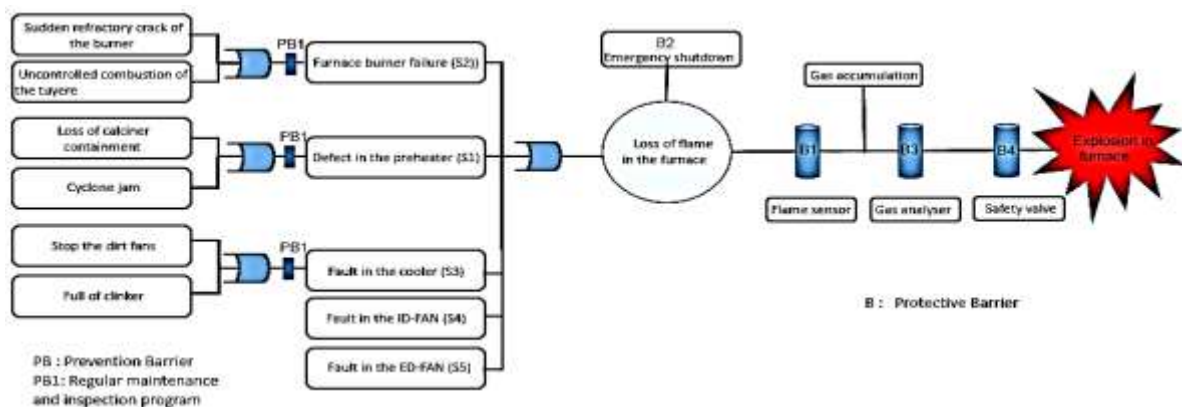 Sudden refractory crack of
the burner
Uncontrolled combustion of
the tuyere
PB1
Furnace burner failure (S2))
Loss of calciner
containment
Cyclone jam
PB1
Defect in the preheater (S1)
Stop the dirt fans
Full of clinker
PB1
Fault in the cooler (S3)
Fault in the ID-FAN (S4)
Fault in the ED-FAN (S5)
PB : Prevention Barrier
PB1: Regular maintenance
and inspection program
B2
Emergency shutdown
Loss of flame
in the furnace
Gas accumulation
B1
B3
B4
Flame sensor
Gas analyser
Safety valve
Explosion in
furnace
B : Protective Barrier